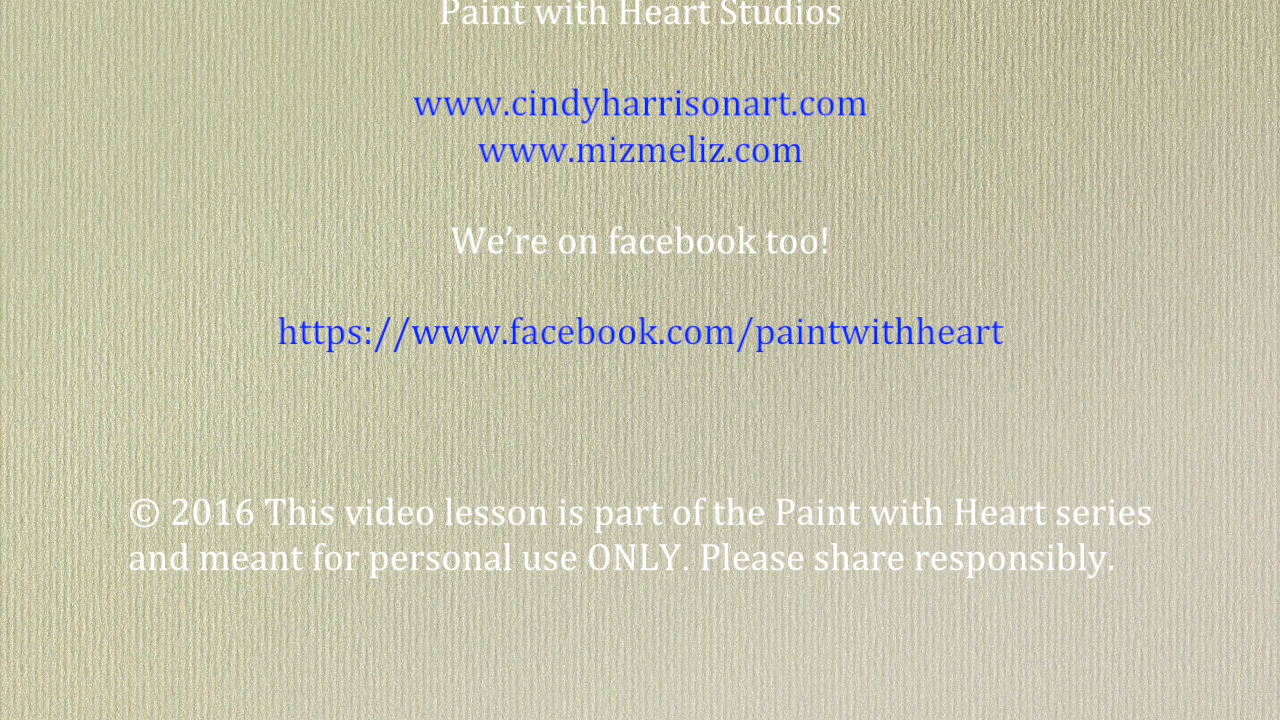 Paint with Heart Studios
www.cindyharrisonart.com
www.mizmeliz.com
We’re on facebook too!
https://www.facebook.com/paintwithheart
© 2016 This video lesson is part of the Paint with Heart series
and meant for personal use ONLY. Please share responsibly.